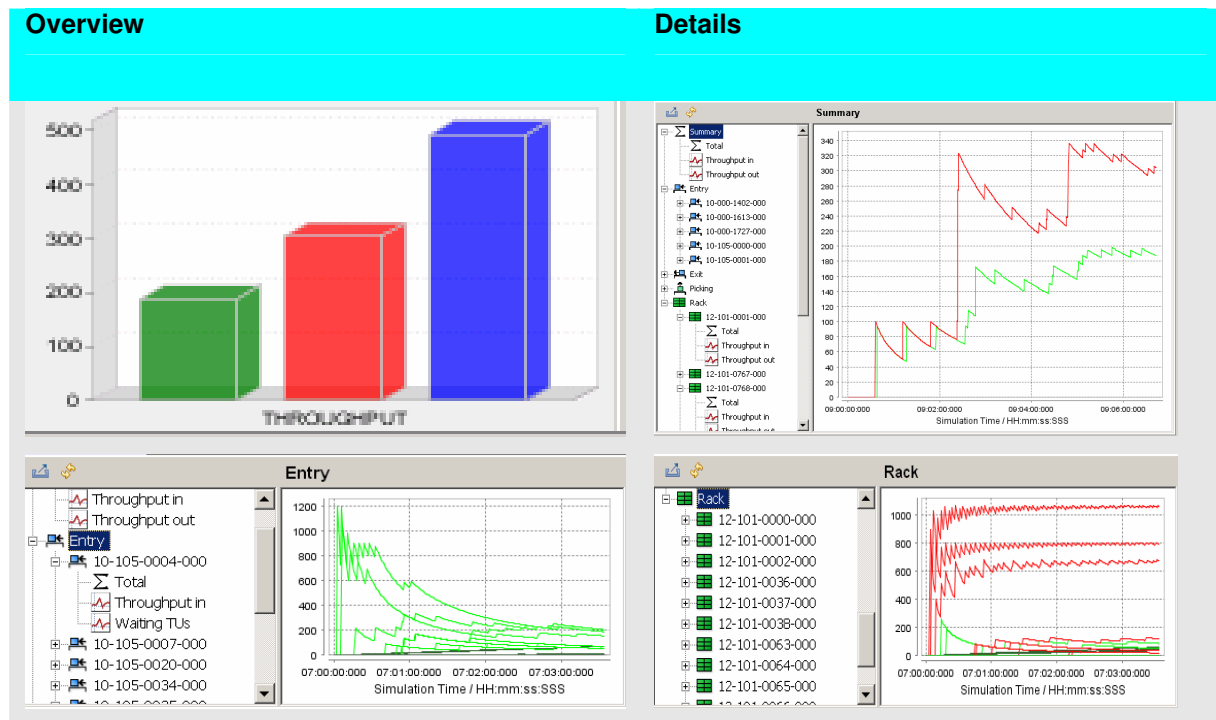 Overview
Details
500
400
300
200
100
0
THROUGHPUT
Summary
Summary
Total
Throughput in
Throughput out
Entry
10-000-1402-000
10-000-1613-000
10-000-1727-000
10-105-0000-000
10-105-0001-000
Exit
Picking
Rack
12-101-0001-000
Total
Throughput in
Throughput out
12-101-0767-000
12-101-0768-000
Total
Throughput in
Throughput out
340
320
300
280
260
240
220
200
180
160
140
120
100
80
60
40
20
0
09:00:00:000 09:02:00:000 09:04:00:000 09:06:00:000
Simulation Time / HH:mm:ss:SSS
Entry
Throughput in
Throughput out
Entry
10-105-0004-000
Total
Throughput in
Waiting TUs
10-105-0007-000
10-105-0020-000
10-105-0034-000
10-105-0035-000
1200
1000
800
600
400
200
0
07:00:00:000 07:01:00:000 07:02:00:000 07:03:00:000
Simulation Time / HH:mm:ss:SSS
Rack
Rack
12-101-0000-000
12-101-0001-000
12-101-0002-000
12-101-0036-000
12-101-0037-000
12-101-0038-000
12-101-0063-000
12-101-0064-000
12-101-0065-000
12-101-0066-000
1000
800
600
400
200
0
07:00:00:000 07:01:00:000 07:02:00:000 07:03:00:000
Simulation Time / HH:mm:ss:SSS